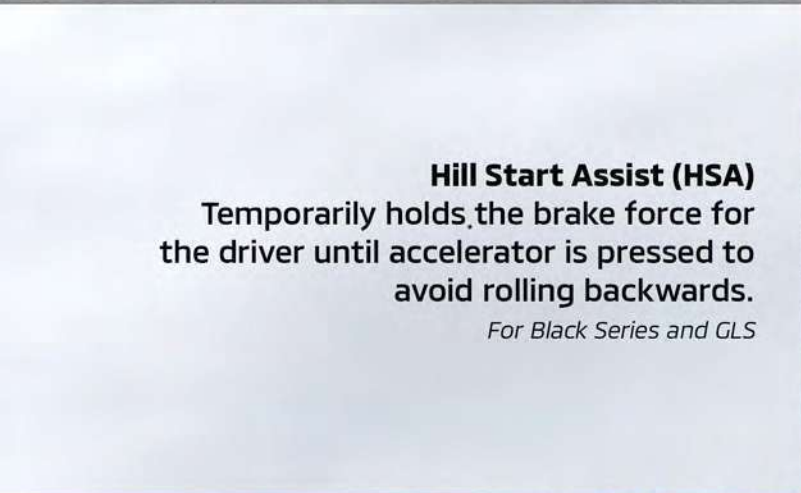 Hill Start Assist (HSA)
Temporarily holds the brake force for
the driver until accelerator is pressed to
avoid rolling backwards.
For Black Series and GLS